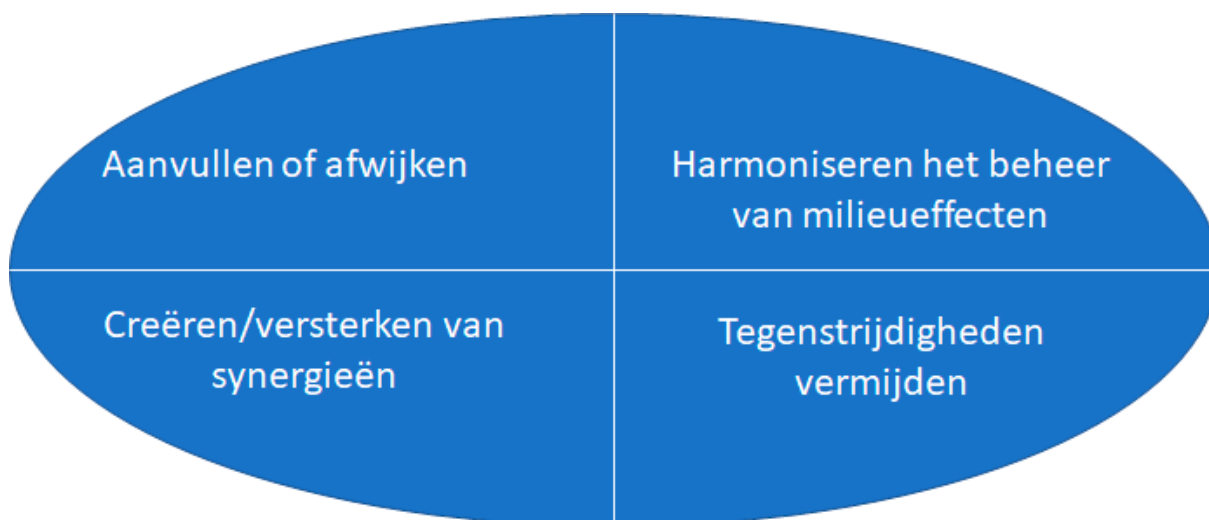 Aanvullen of afwijken
Harmoniseren het beheer
van milieueffecten
Creëren/versterken van
synergieën
Tegenstrijdigheden
vermijden